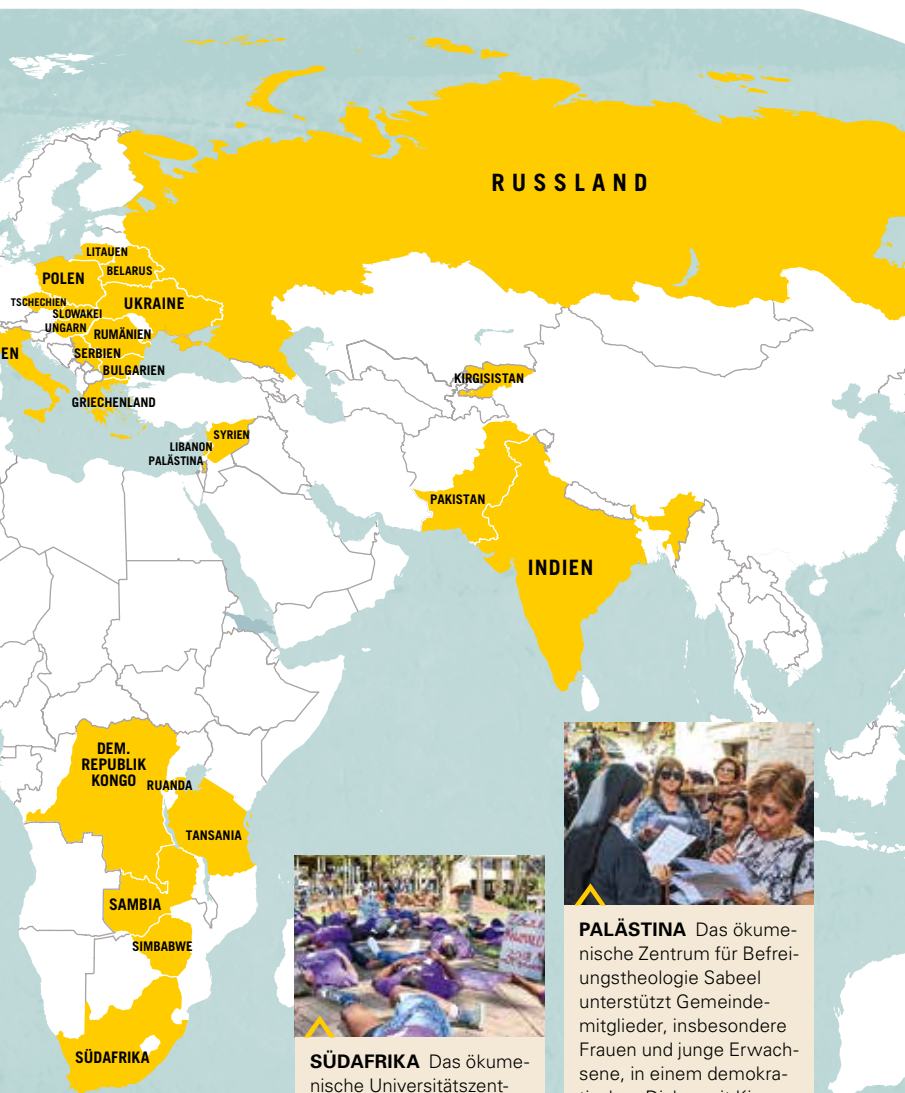 RUSSLAND
LITAUEN
BELARUS
POLEN
TSCHECHIEN
SLOWAKEI
UKRAINE
UNGARN
RUMÄNIEN
EN
SERBIEN
BULGARIEN
GRIECHENLAND
KIRGISISTAN
SYRIEN
LIBANON
PALÄSTINA
PAKISTAN
INDIEN
DEM.
REPUBLIK
KONGO
RUANDA
TANSANIA
SAMBIA
SIMBABWE
SÜDAFRIKA
SÜDAFRIKA Das ökume-
nische Universitätszent-
PALÄSTINA Das ökume-
nische Zentrum für Befrei-
ungstheologie Sabeel
unterstützt Gemeinde-
mitglieder, insbesondere
Frauen und junge Erwach-
sene, in einem demokra-